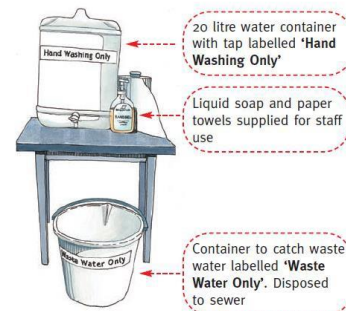 20 litre water container
with tap labelled ‘Hand
Washing Only’
Hand Washing Only
Liquid soap and paper
towels supplied for staff
use
Container to catch waste
water labelled ‘Waste
Water Only’. Disposed
to sewer
Waste Water Only